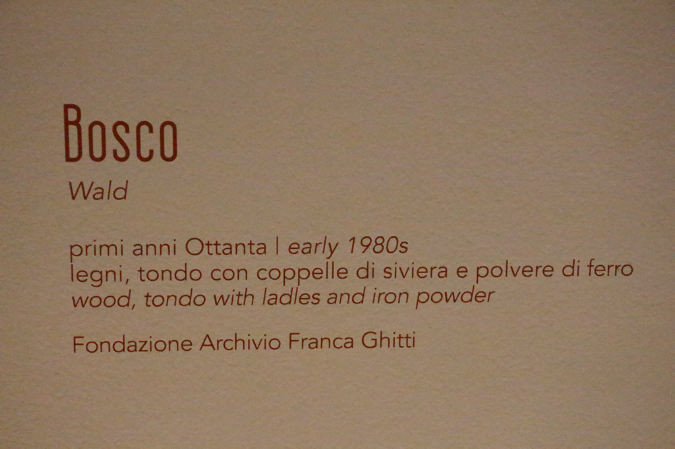 Bosco
Wald
primi anni Ottanta | early 1980s
legni, tondo con coppelle di siviera e polvere di ferro
wood, tondo with ladles and iron powder
Fondazione Archivio Franca Ghitti